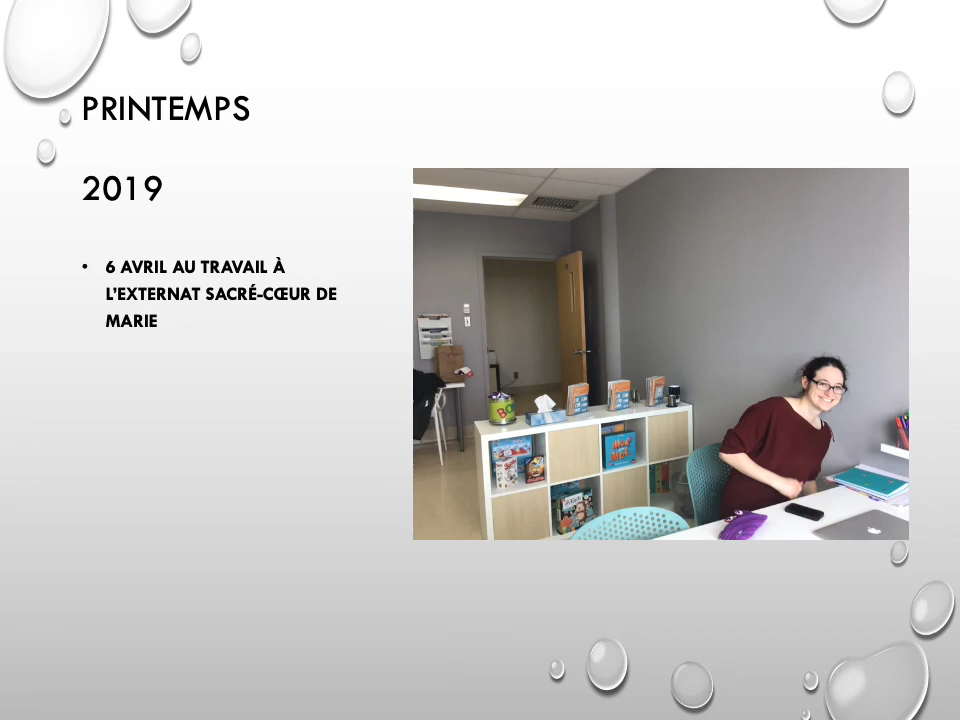 PRINTEMPS
2019
• 6 AVRIL AU TRAVAIL À
L'EXTERNAT SACRÉ-CŒUR DE
MARIE